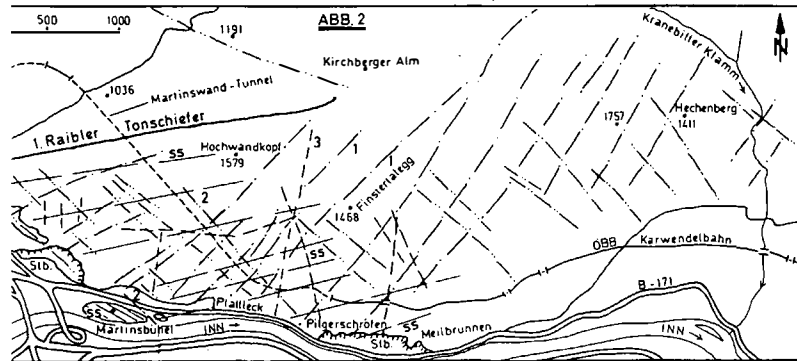 500
1000
ABB. 2
1191
Kranebitter Klamm
N
Kirchberger Alm
1036
Martinswand-Tunnel
1757
Hechenberg
1411
1. Raibler Tonschiefer
SS
Hochwandkopf
1579
3
1
2
Finstertalegg
1468
SS
ÖBB Karwendelbahn
Stb.
Plattleck
B-171
SS
Martinsbühel
INN
Pilgerschrofen
SS
Meilbrunnen
Stb.
INN